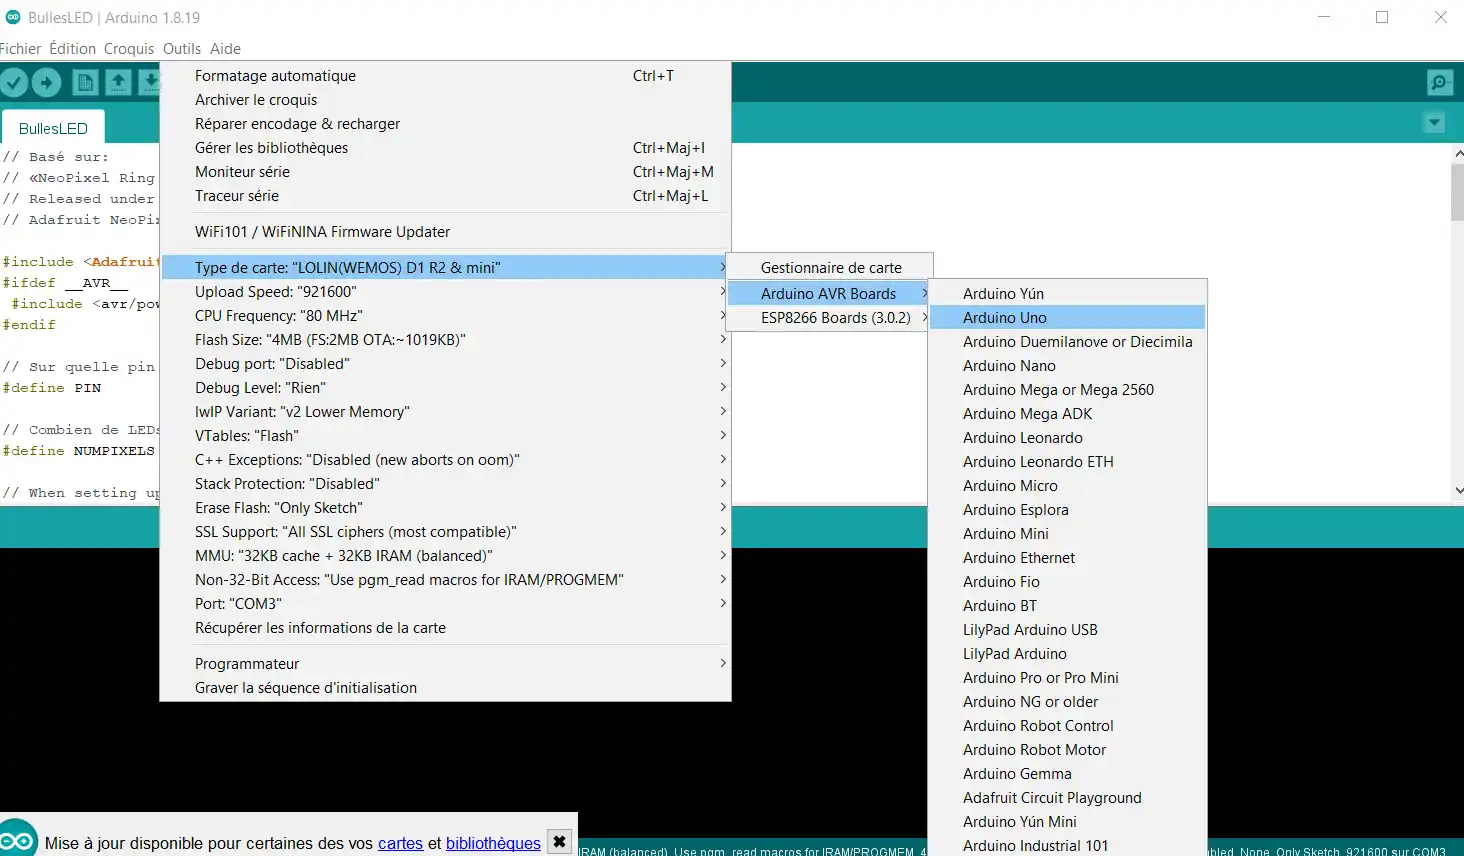 BullesLED | Arduino 1.8.19
Fichier Édition Croquis Outils Aide
BullesLED
// Basé sur:
// «NeoPixel Ring
// Released under
// Adafruit
#include <Adafruit
#ifdef __AVR__
#include <avr/
#endif
// Sur quelle pin
#define PIN
// Combien de LEDs
#define NUMPIXELS
// When setting up
Formatage automatique Ctrl+T
Archiver le croquis
Réparer encodage & recharger
Gérer les bibliothèques Ctrl+Maj+I
Moniteur série Ctrl+Maj+M
Traceur série Ctrl+Maj+L
WiFi101 / WiFiNINA Firmware Updater
Type de carte: "LOLIN(WEMOS) D1 R2 & mini"
Upload Speed: "921600"
CPU Frequency: "80 MHz"
Flash Size: "4MB (FS:2MB OTA:~1019KB)"
Debug port: "Disabled"
Debug Level: "Rien"
lwIP Variant: "v2 Lower Memory"
VTables: "Flash"
C++ Exceptions: "Disabled (new aborts on oom)"
Stack Protection: "Disabled"
Erase Flash: "Only Sketch"
SSL Support: "All SSL ciphers (most compatible)"
MMU: "32KB cache + 32KB IRAM (balanced)"
Non-32-Bit Access: "Use pgm_read macros for IRAM/PROGMEM"
Port: "COM3"
Récupérer les informations de la carte
Programmateur
Graver la séquence d'initialisation
Gestionnaire de carte
Arduino AVR Boards
ESP8266 Boards (3.0.2)
Arduino Yún
Arduino Uno
Arduino Duemilanove or Diecimila
Arduino Nano
Arduino Mega or Mega 2560
Arduino Mega ADK
Arduino Leonardo
Arduino Leonardo ETH
Arduino Micro
Arduino Esplora
Arduino Mini
Arduino Ethernet
Arduino Fio
Arduino BT
LilyPad Arduino USB
LilyPad Arduino
Arduino Pro or Pro Mini
Arduino NG or older
Arduino Robot Control
Arduino Robot Motor
Arduino Gemma
Adafruit Circuit Playground
Arduino Yún Mini
Arduino Industrial 101
Mise à jour disponible pour certaines des vos cartes et bibliothèques
IRAM (balanced), Use pgm_read macros for IRAM/PROGMEM, 4
None, Only Sketch, 921600 sur COM3